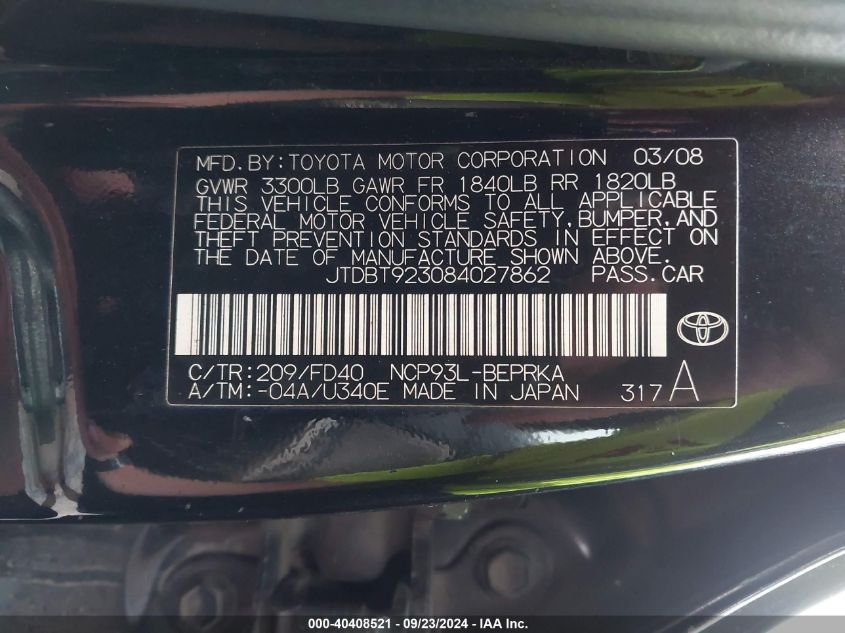 MFD.BY:TOYOTA MOTOR CORPORATION 03/08
GVWR 3300LB GAWR FR 1840LB RR 1820LB
THIS VEHICLE CONFORMS TO ALL APPLICABLE
FEDERAL MOTOR VEHICLE SAFETY, BUMPER, AND
THEFT PREVENTION STANDARDS IN EFFECT ON
THE DATE OF MANUFACTURE SHOWN ABOVE.
JTDBT923084027862 PASS.CAR
C/TR:209/FD40 NCP93L-BEPRKA
A/TM:-04A/U340E MADE IN JAPAN 317A
000-40408521 - 09/23/2024 - IAA Inc.